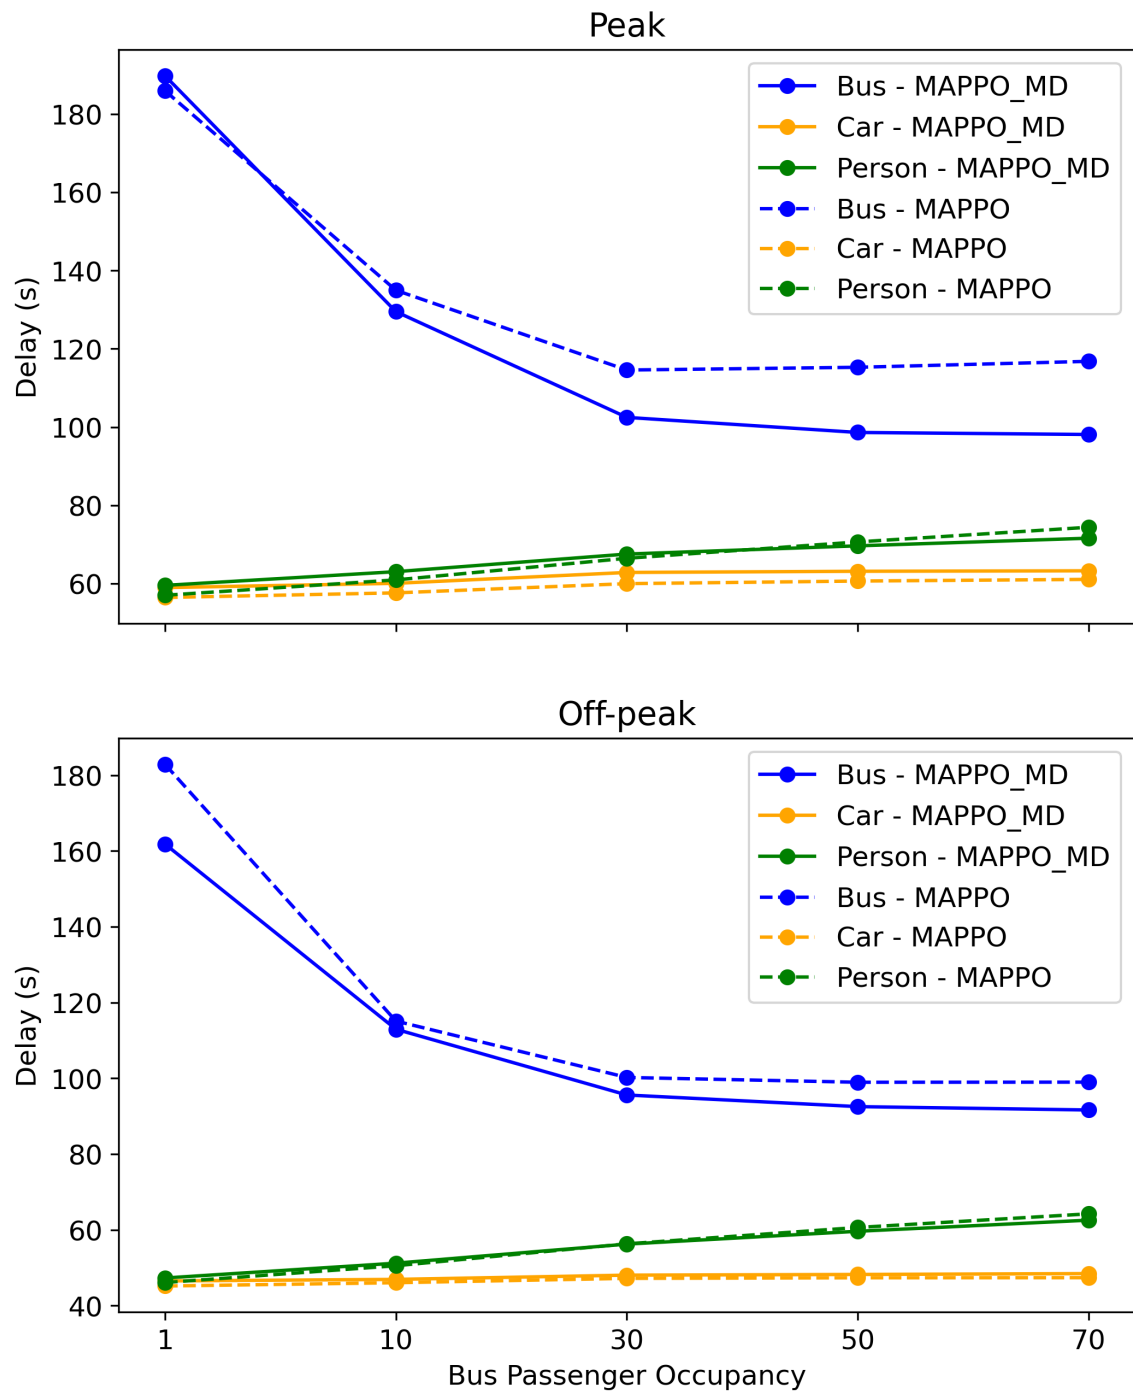 Peak
Delay (s)
180
160
140
120
100
80
60
Bus - MAPPO_MD
Car - MAPPO_MD
Person - MAPPO_MD
Bus - MAPPO
Car - MAPPO
Person - MAPPO
Off-peak
Delay (s)
180
160
140
120
100
80
60
40
Bus - MAPPO_MD
Car - MAPPO_MD
Person - MAPPO_MD
Bus - MAPPO
Car - MAPPO
Person - MAPPO
1 10 30 50 70
Bus Passenger Occupancy